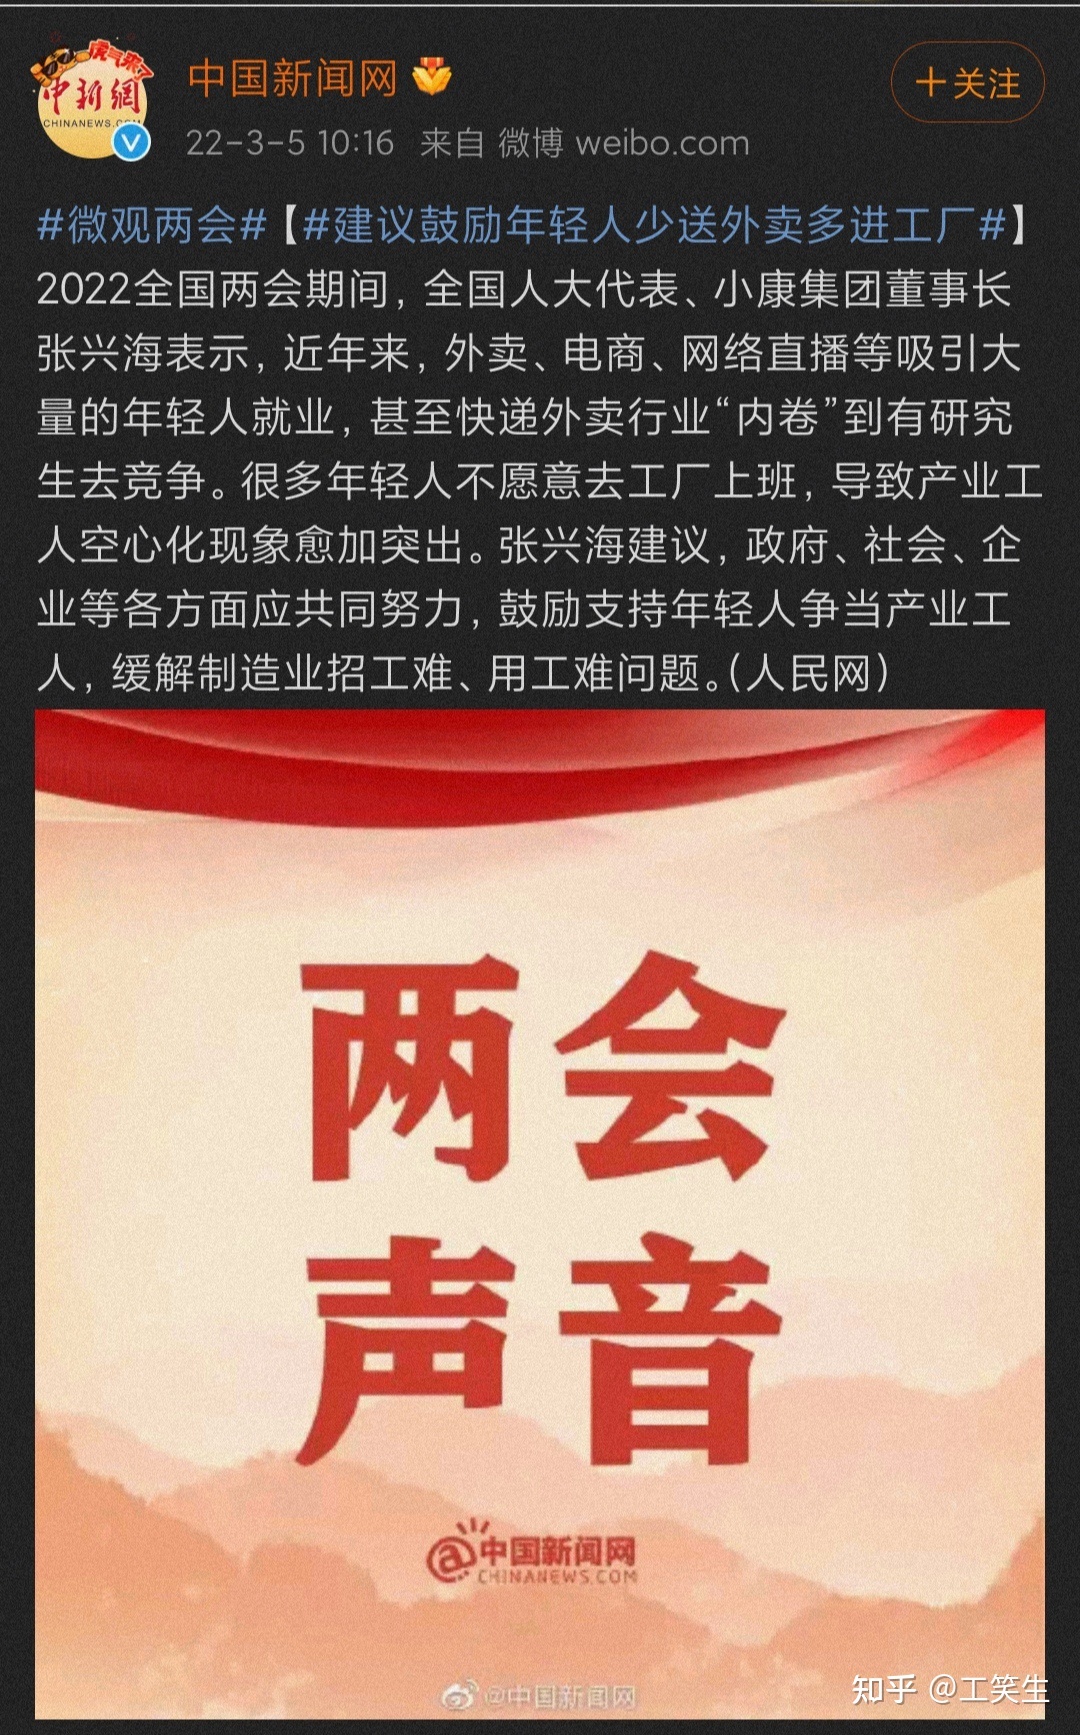 虎气来了
中新網
CHINANEWS.COM
中国新闻网
+关注
22-3-5 10:16 来自 微博 weibo.com
#微观两会#【#建议鼓励年轻人少送外卖多进工厂#】
2022全国两会期间，全国人大代表、小康集团董事长
张兴海表示，近年来，外卖、电商、网络直播等吸引大
量的年轻人就业，甚至快递外卖行业“内卷”到有研究
生去竞争。很多年轻人不愿意去工厂上班，导致产业工
人空心化现象愈加突出。张兴海建议，政府、社会、企
业等各方面应共同努力，鼓励支持年轻人争当产业工
人，缓解制造业招工难、用工难问题。（人民网）
两会
声音
中国新闻网
CHINANEWS.COM
@中国新闻网
知乎 @工笑生